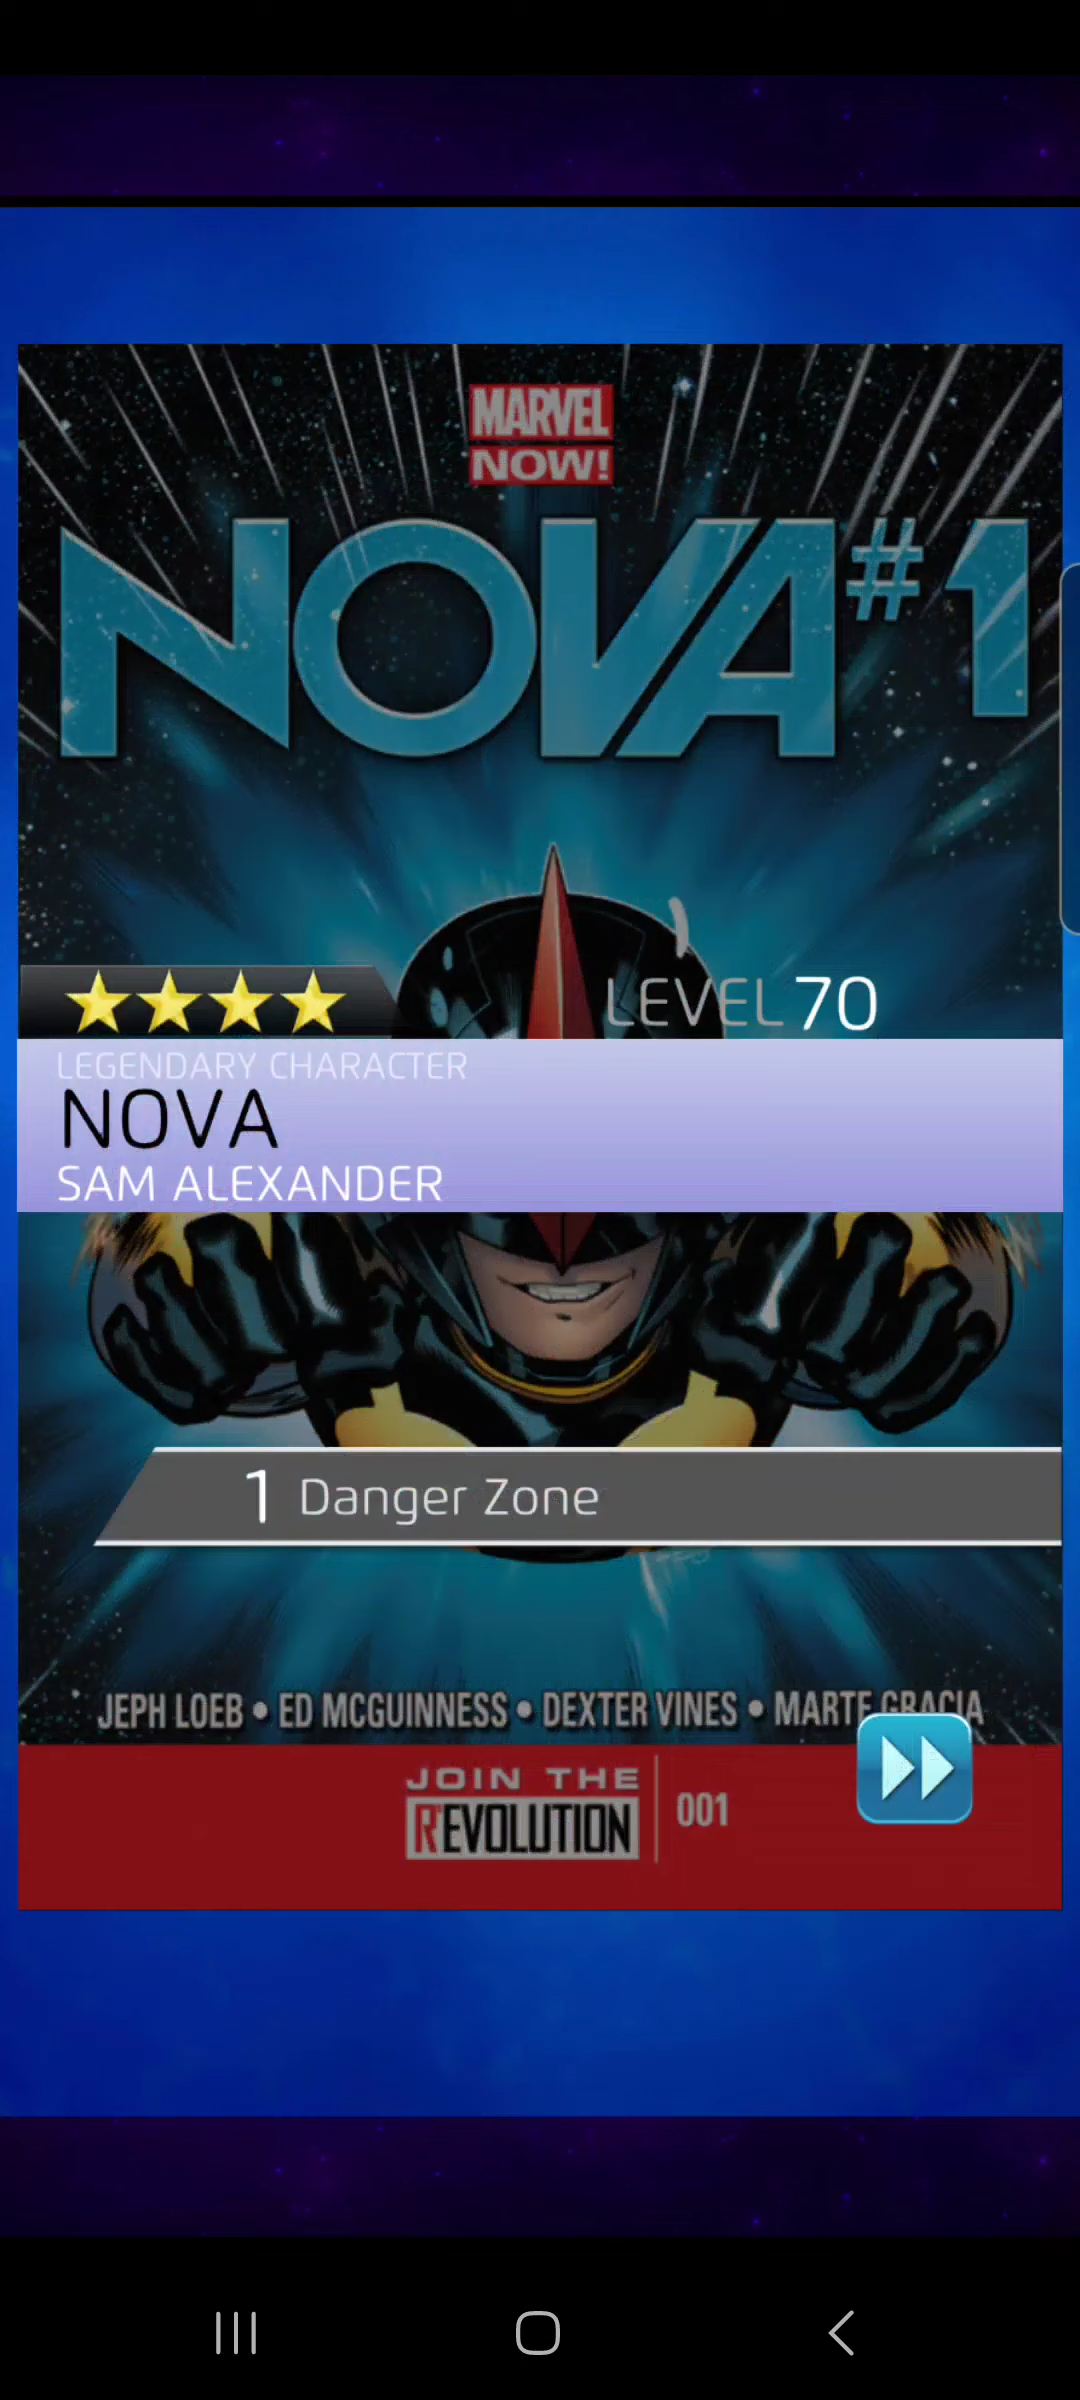 MARVEL
NOW!
NOVA #1
LEVEL 70
LEGENDARY CHARACTER
NOVA
SAM ALEXANDER
1 Danger Zone
JEPH LOEB • ED MCGUINNESS • DEXTER VINES • MARTE GRACIA
JOIN THE
REVOLUTION
001